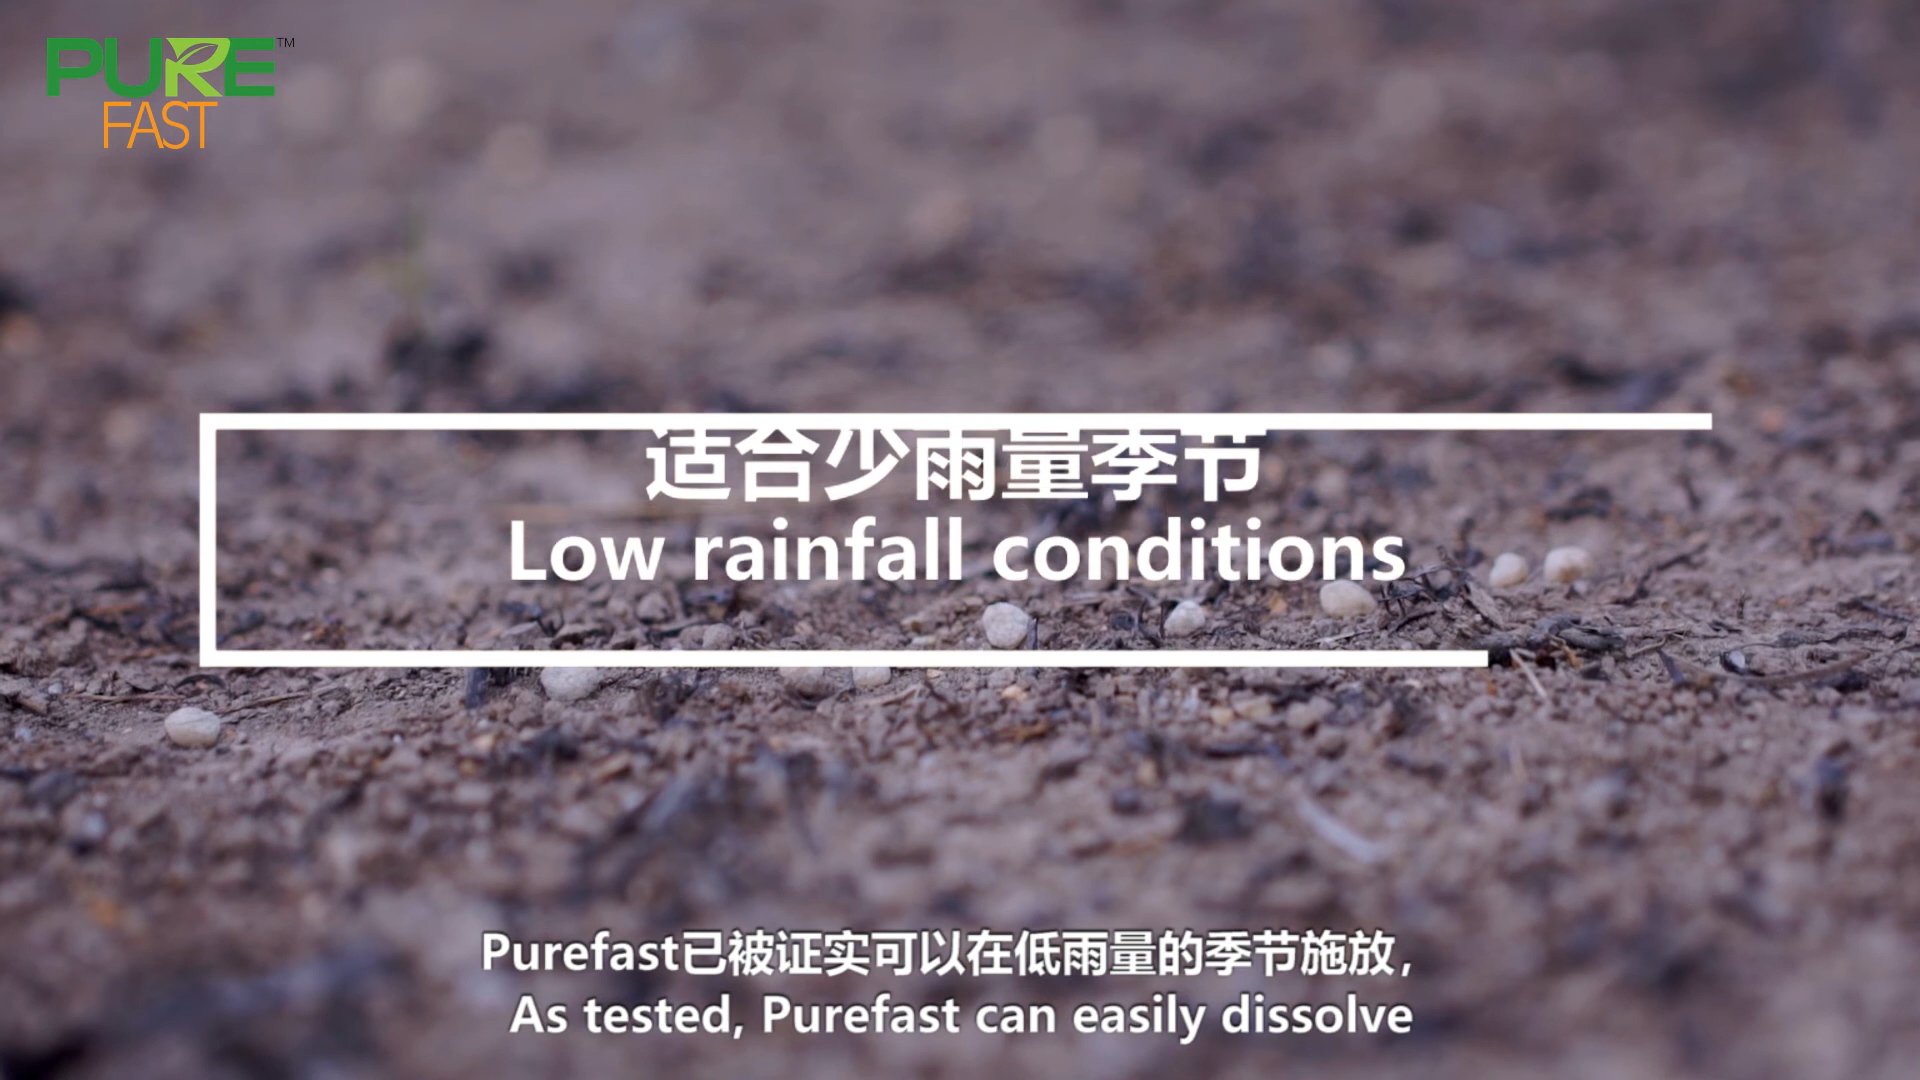 PURE™
FAST
适合少雨量季节
Low rainfall conditions
Purefast已被证实可以在低雨量的季节施放，
As tested, Purefast can easily dissolve